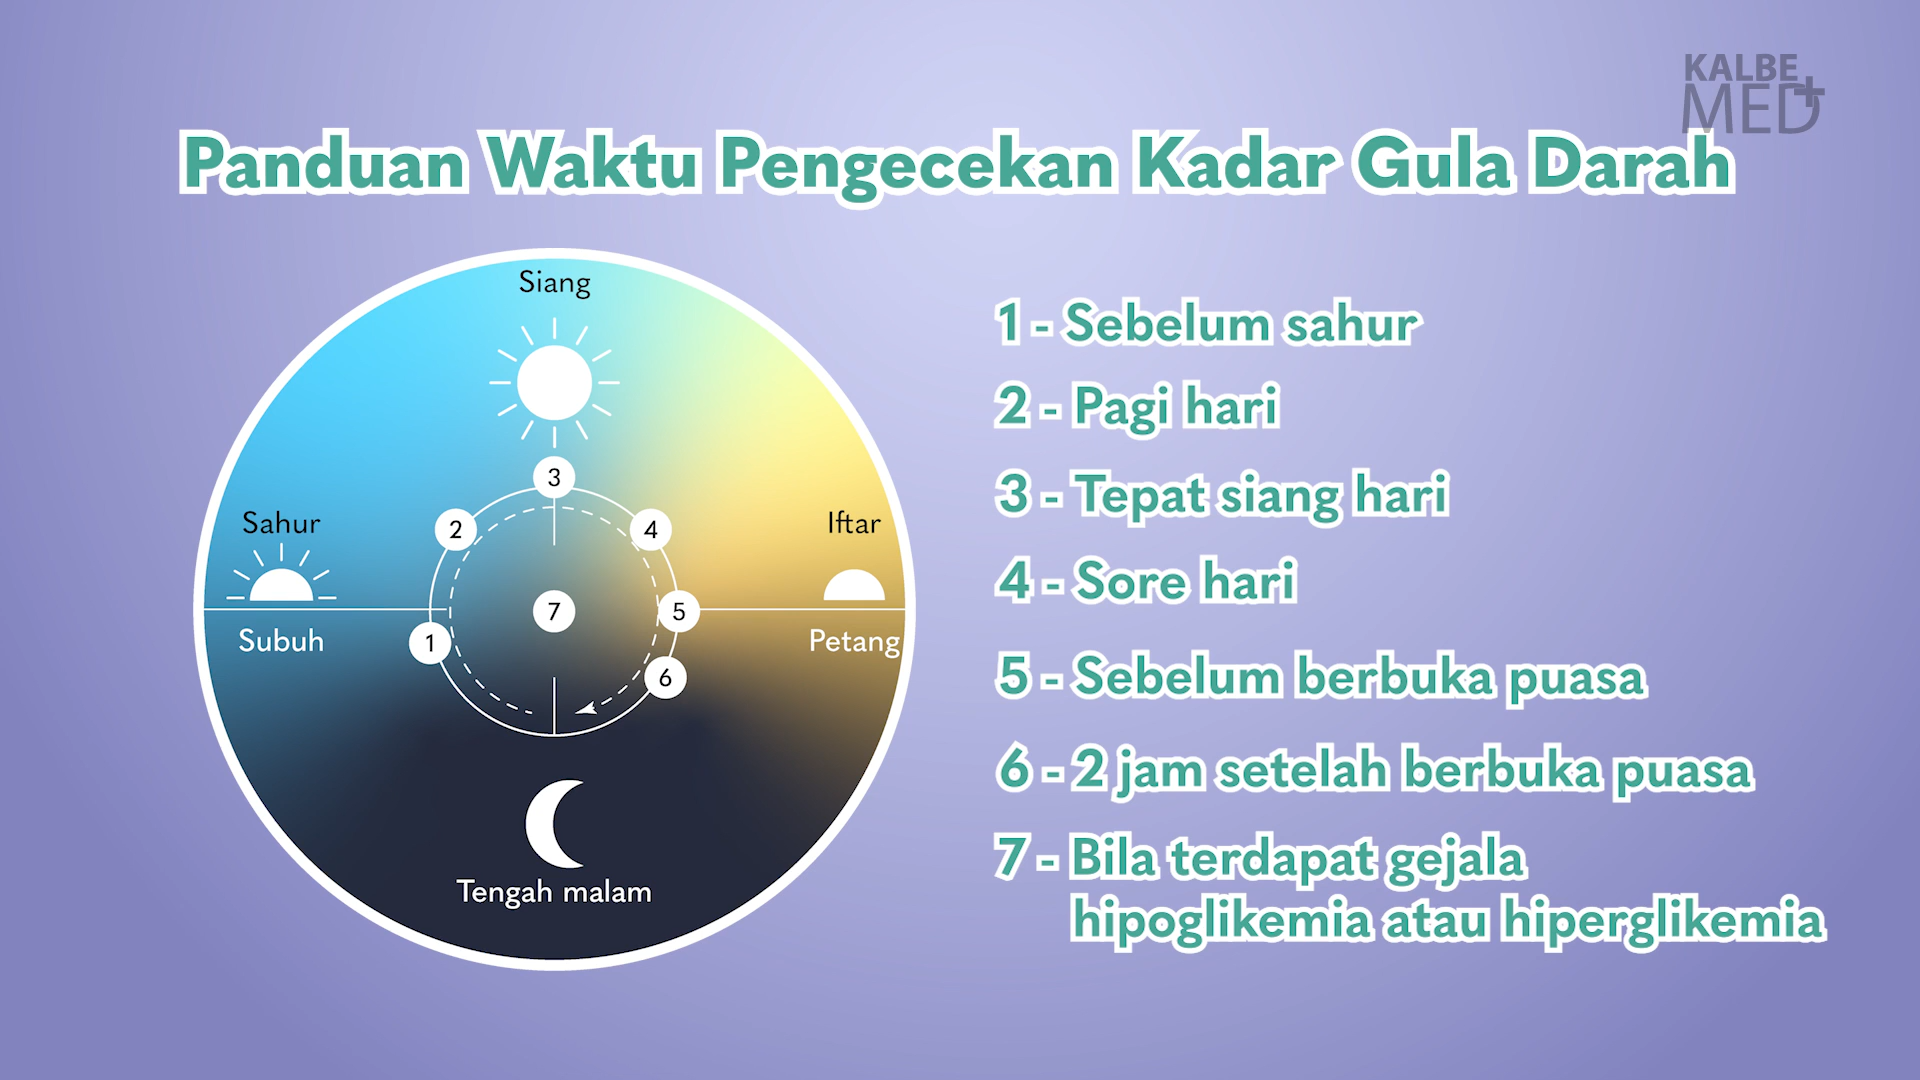 KALBE
MED+
Panduan Waktu Pengecekan Kadar Gula Darah
Siang
Sahur
Iftar
Subuh
Petang
Tengah malam
3
2
4
7
5
1
6
1 - Sebelum sahur
2 - Pagi hari
3 - Tepat siang hari
4 - Sore hari
5 - Sebelum berbuka puasa
6 - 2 jam setelah berbuka puasa
7 - Bila terdapat gejala
hipoglikemia atau hiperglikemia